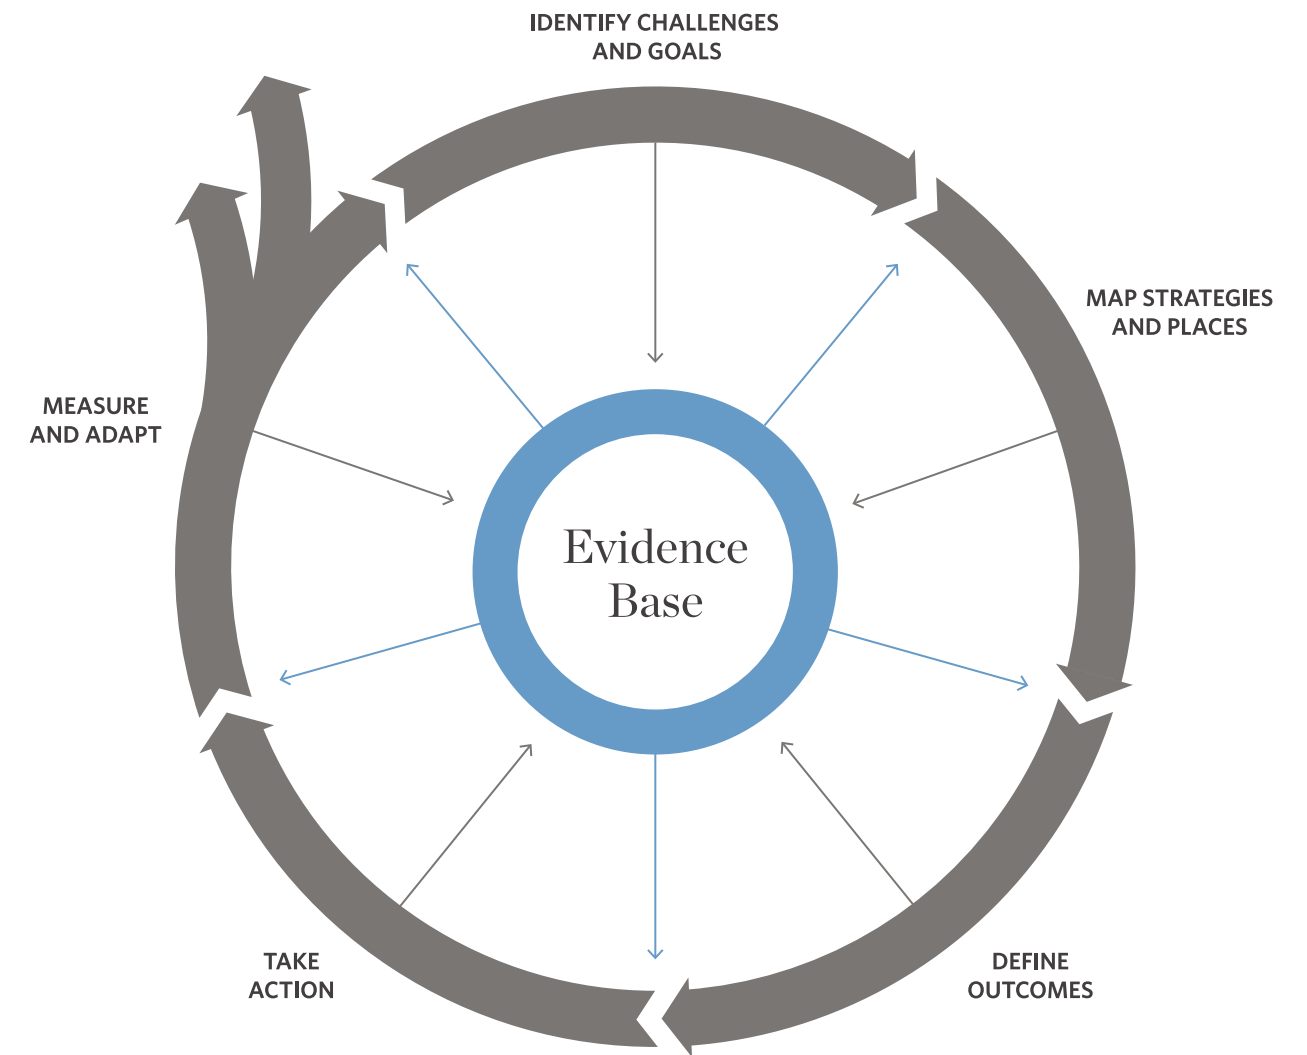 IDENTIFY CHALLENGES
AND GOALS
MAP STRATEGIES
AND PLACES
MEASURE
AND ADAPT
Evidence
Base
TAKE
ACTION
DEFINE
OUTCOMES